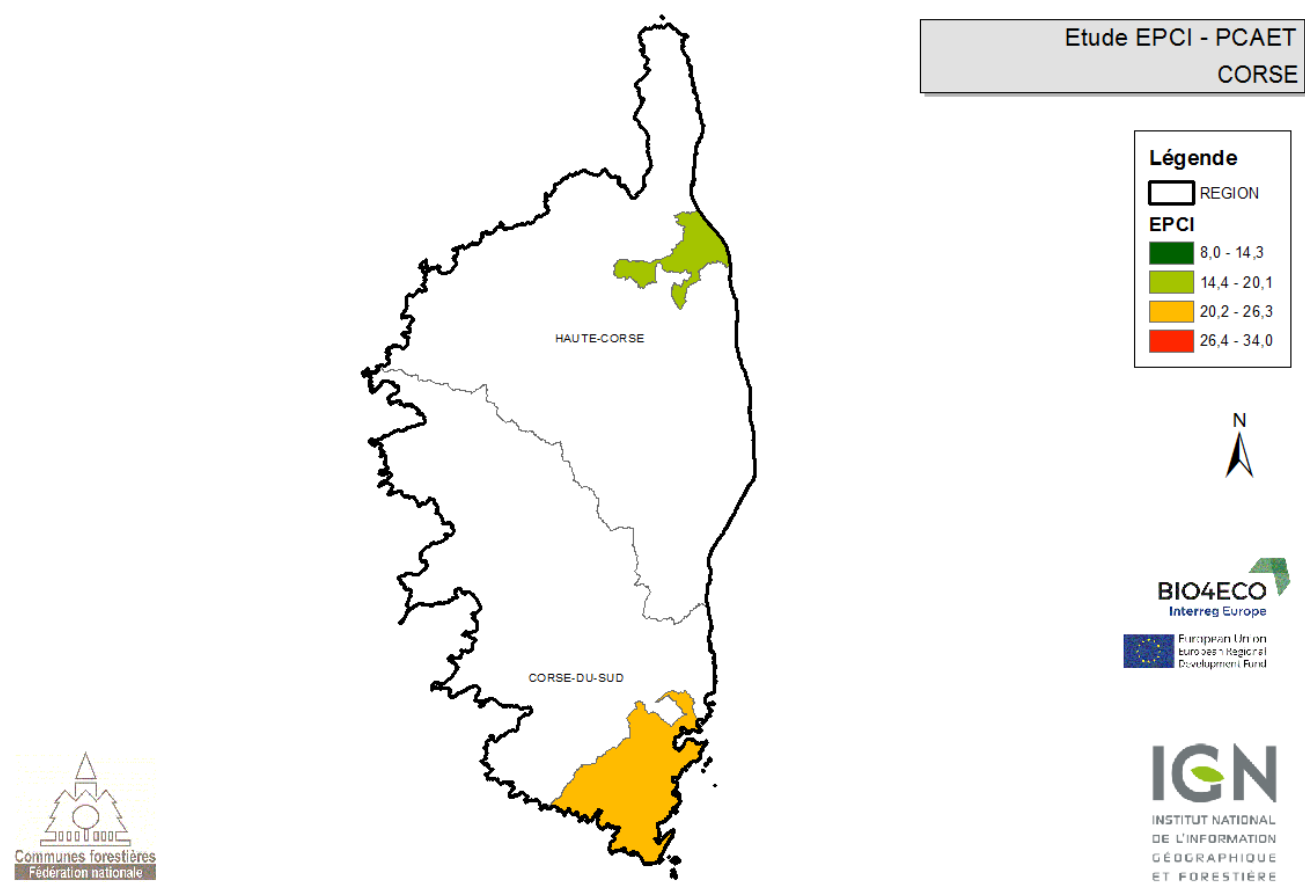 Etude EPCI - PCAET
CORSE
Légende
REGION
EPCI
8,0 - 14,3
14,4 - 20,1
20,2 - 26,3
26,4 - 34,0
HAUTE-CORSE
N
BIO4ECO
Interreg Europe
European Union
European Regional
Development Fund
CORSE-DU-SUD
IGN
INSTITUT NATIONAL
DE L'INFORMATION
GÉOGRAPHIQUE
ET FORESTIÈRE
Communes forestières
Fédération nationale